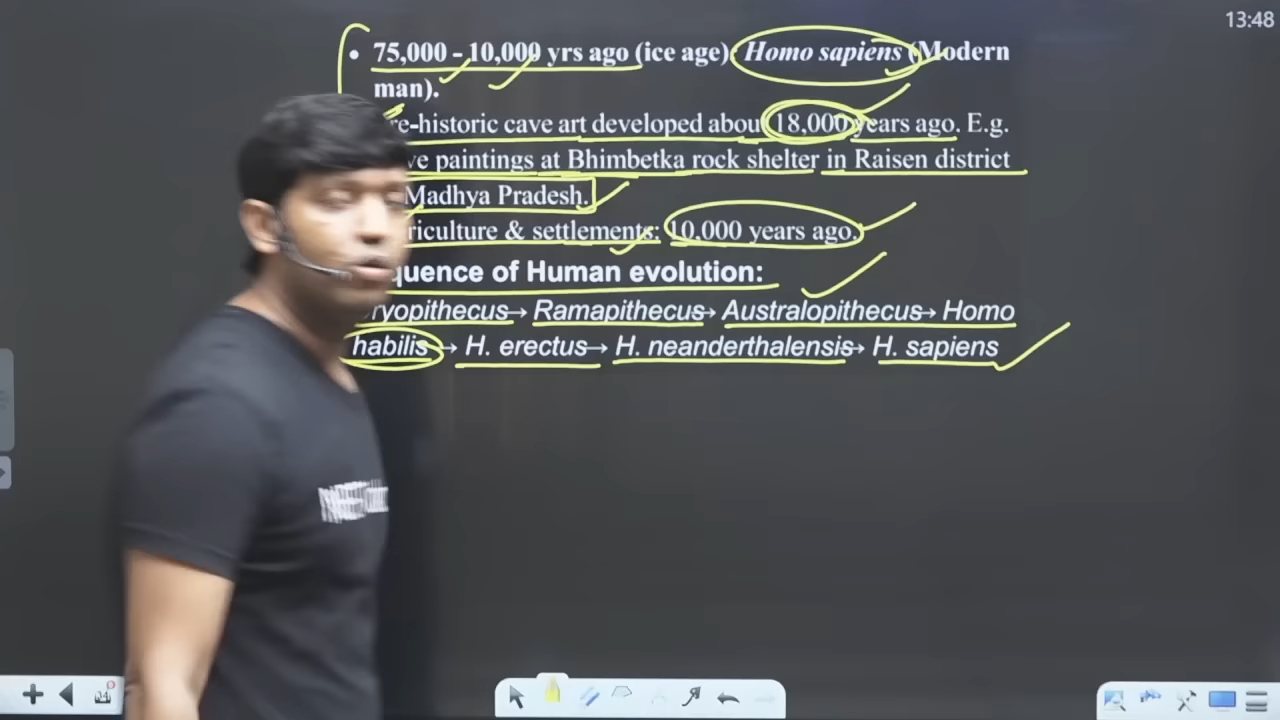 13:48
• 75,000 - 10,000 yrs ago (ice age) Homo sapiens (Modern
man).
re-historic cave art developed abou 18,000 years ago. E.g.
ve paintings at Bhimbetka rock shelter in Raisen district
Madhya Pradesh.
riculture & settlements: 10,000 years ago.
quence of Human evolution:
ryopithecus→ Ramapithecus→ Australopithecus→ Homo
habilis→ H. erectus→ H. neanderthalensis→ H. sapiens